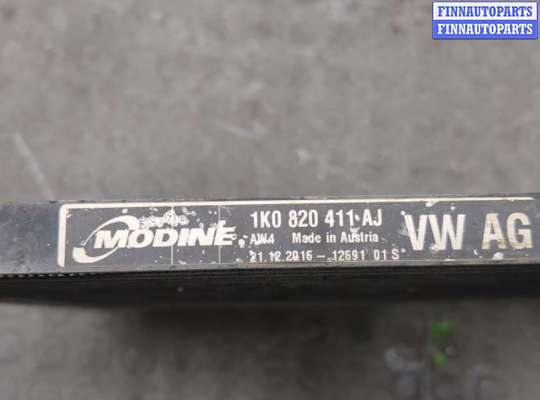 FINNAUTOPARTS
FINNAUTOPARTS
MODINE
1K0 820 411 AJ
AW4 Made in Austria
21.12.2016 - 12691 01 S
VW AG